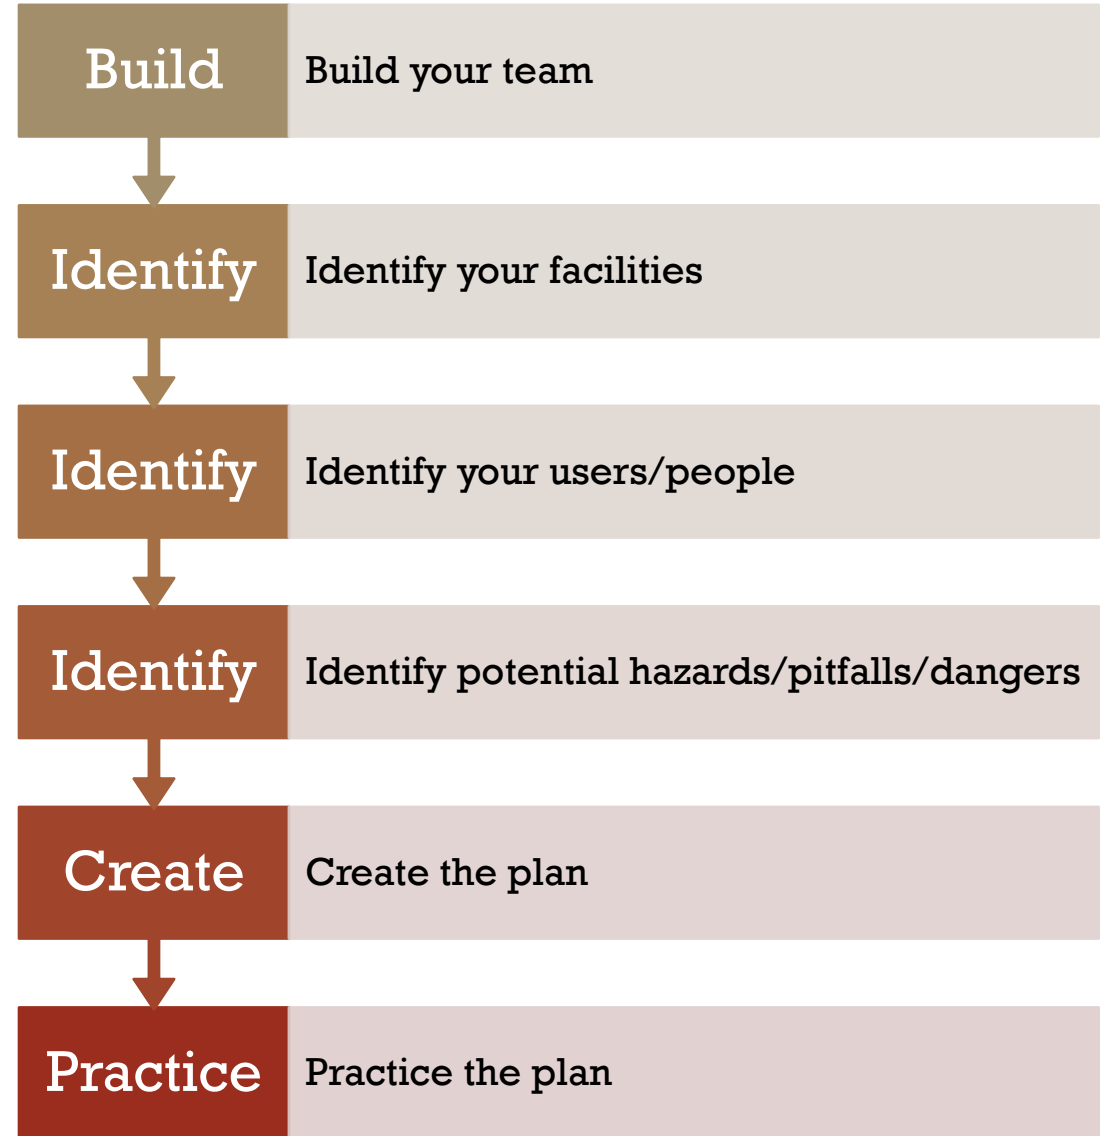 Build
Build your team
Identify
Identify your facilities
Identify
Identify your users/people
Identify
Identify potential hazards/pitfalls/dangers
Create
Create the plan
Practice
Practice the plan